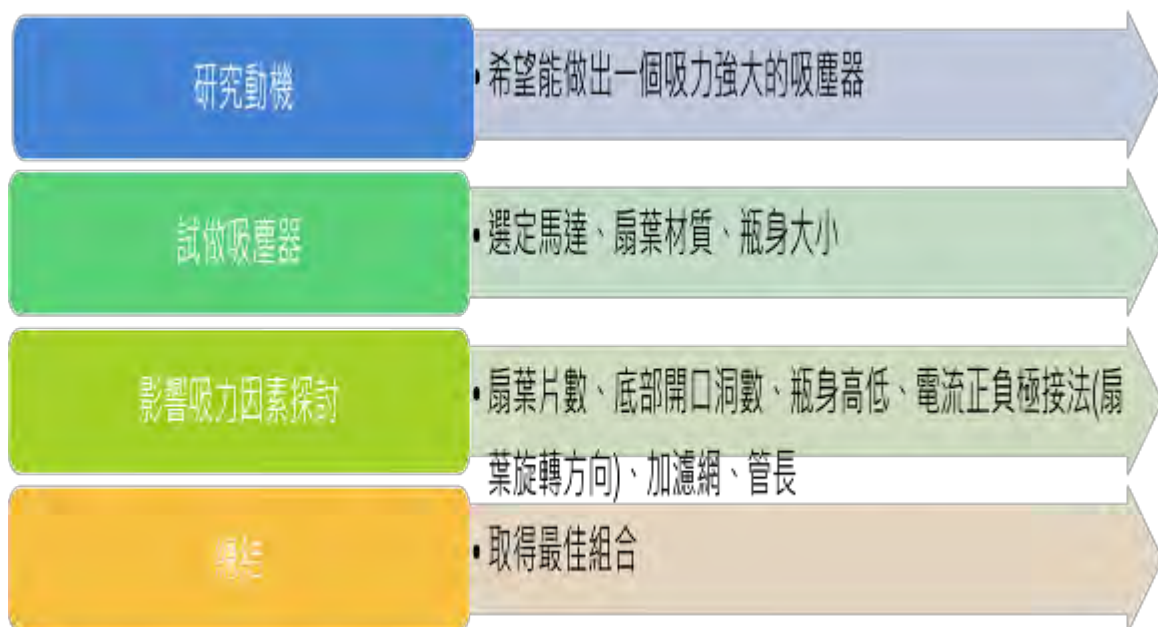 研究動機
• 希望能做出一個吸力強大的吸塵器
試做吸塵器
• 選定馬達、扇葉材質、瓶身大小
影響吸力因素探討
• 扇葉片數、底部開口洞數、瓶身高低、電流正負極接法(扇
葉旋轉方向)、加濾網、管長
總結
• 取得最佳組合